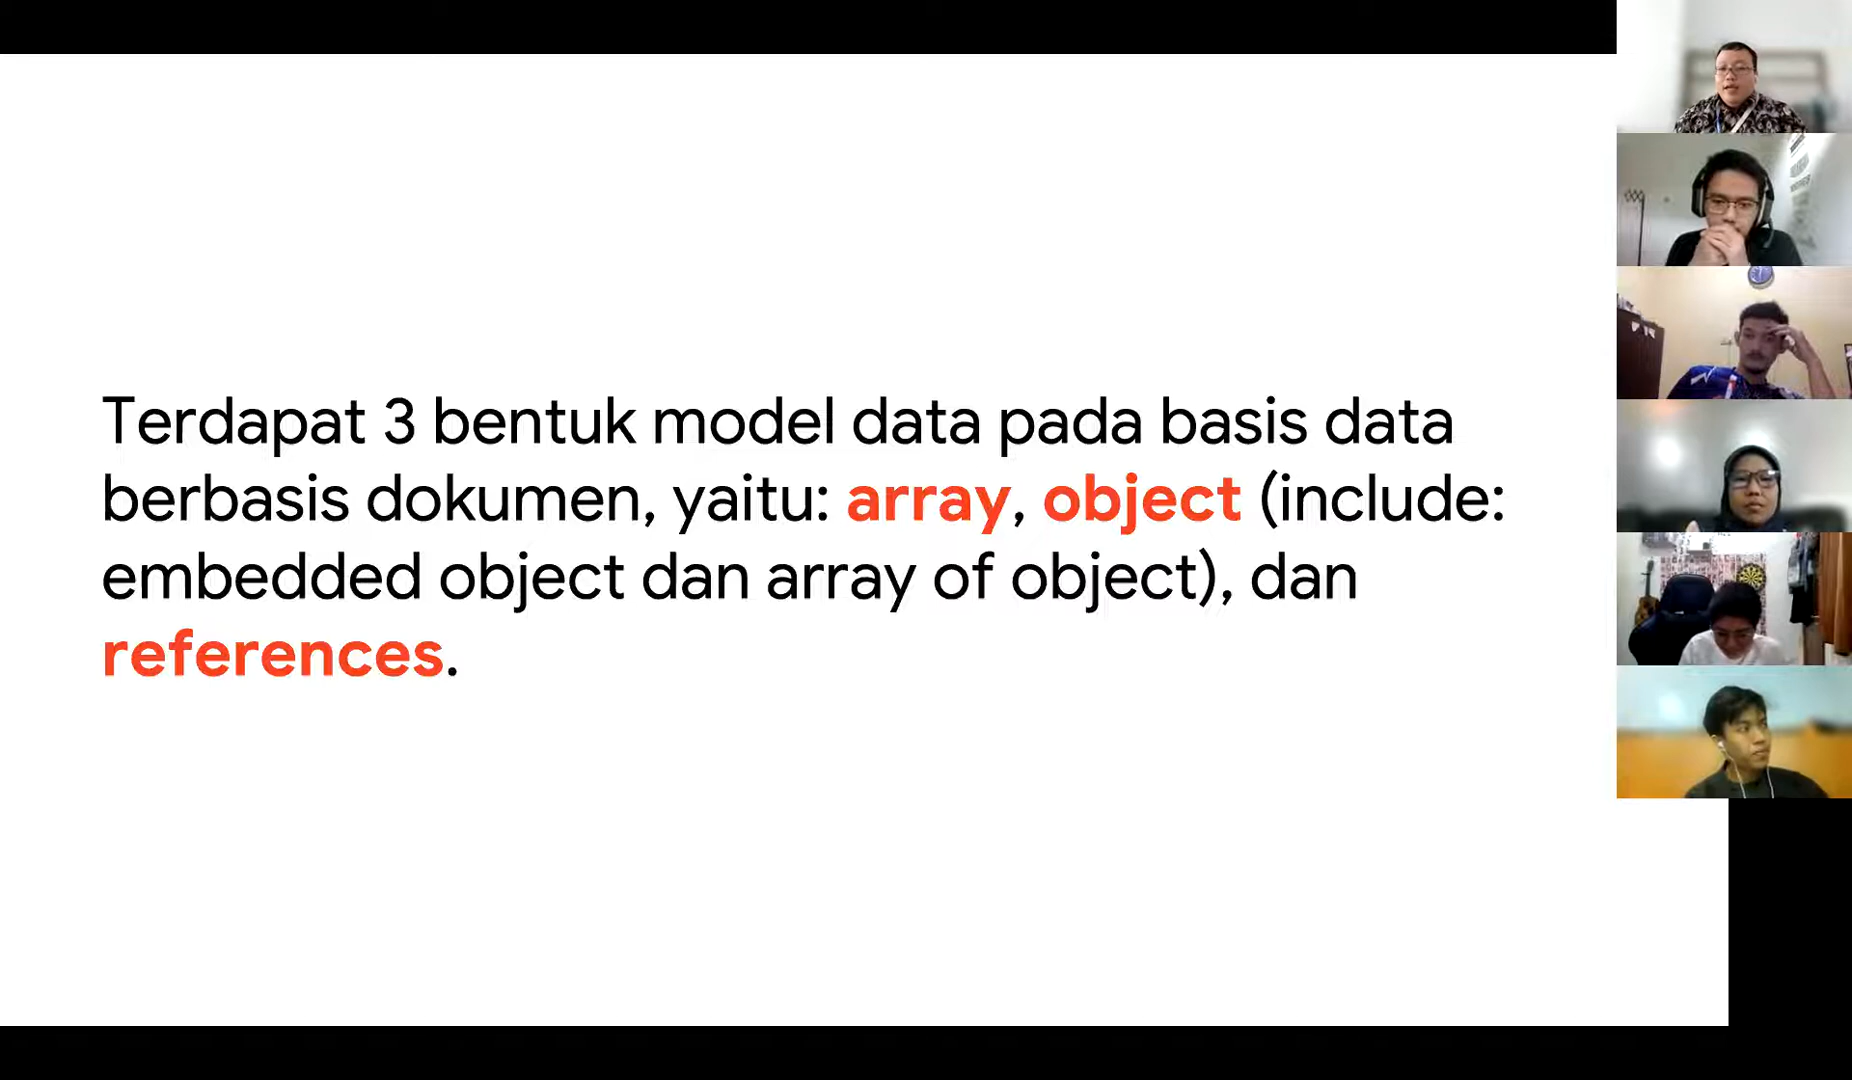 Terdapat 3 bentuk model data pada basis data
berbasis dokumen, yaitu: array, object (include:
embedded object dan array of object), dan
references.